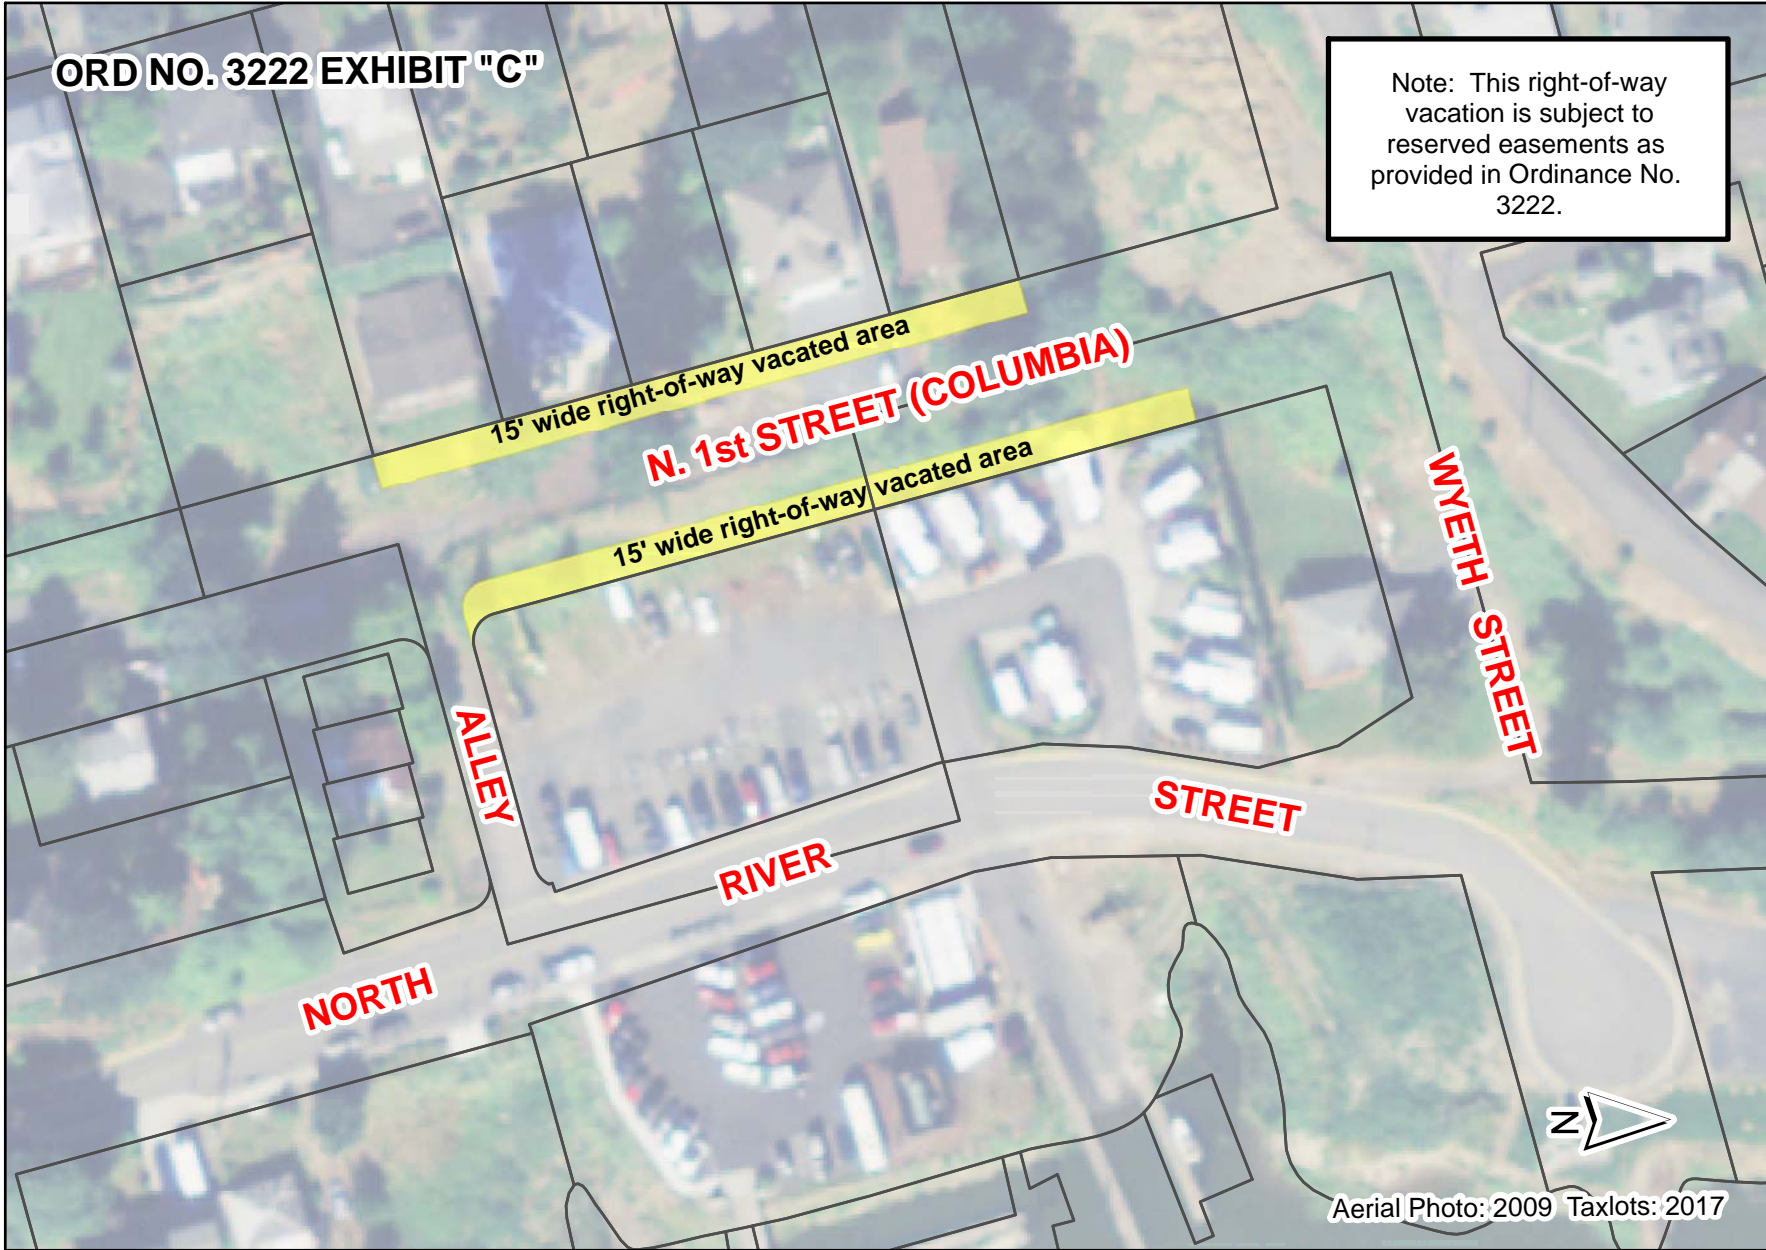 ORD NO. 3222 EXHIBIT "C"
Note: This right-of-way
vacation is subject to
reserved easements as
provided in Ordinance No.
3222.
15' wide right-of-way vacated area
N. 1st STREET (COLUMBIA)
15' wide right-of-way vacated area
WYETH STREET
ALLEY
NORTH RIVER STREET
N
Aerial Photo: 2009 Taxlots: 2017